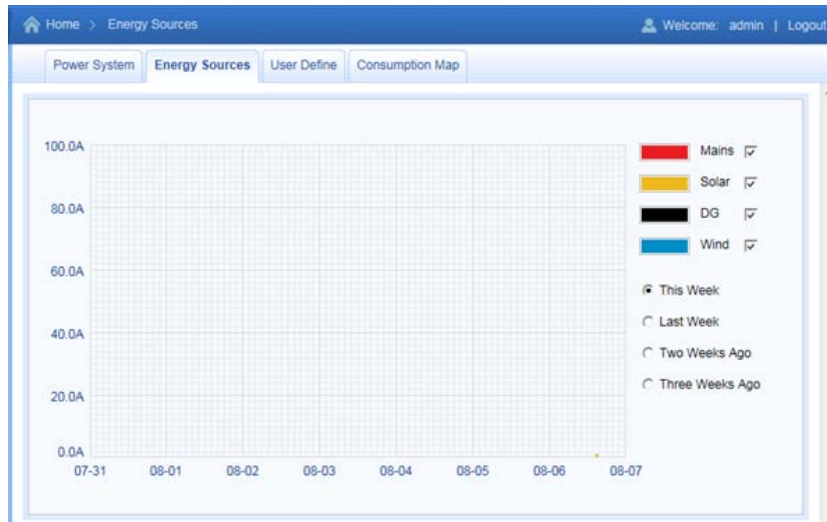 Home > Energy Sources
Welcome: admin | Logout
Power System
Energy Sources
User Define
Consumption Map
100.0A
80.0A
60.0A
40.0A
20.0A
0.0A
07-31 08-01 08-02 08-03 08-04 08-05 08-06 08-07
Mains
Solar
DG
Wind
This Week
Last Week
Two Weeks Ago
Three Weeks Ago